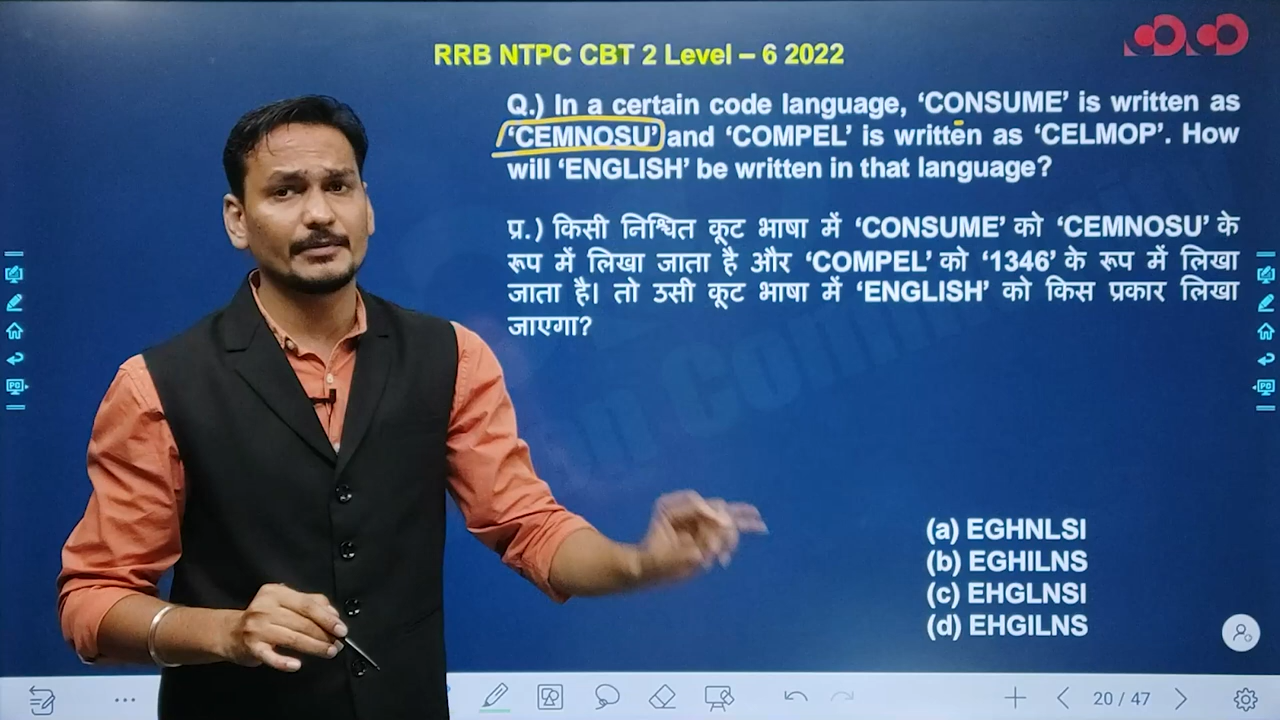 RRB NTPC CBT 2 Level – 6 2022
Q.) In a certain code language, ‘CONSUME’ is written as
‘CEMNOSU’ and ‘COMPEL’ is written as ‘CELMOP’. How
will ‘ENGLISH’ be written in that language?
प्र.) किसी निश्चित कूट भाषा में ‘CONSUME’ को ‘CEMNOSU’ के
रूप में लिखा जाता है और ‘COMPEL’ को ‘1346’ के रूप में लिखा
जाता है। तो उसी कूट भाषा में ‘ENGLISH’ को किस प्रकार लिखा
जाएगा?
(a) EGHNLSI
(b) EGHILNS
(c) EHGLNSI
(d) EHGILNS
PC
PC
20 / 47